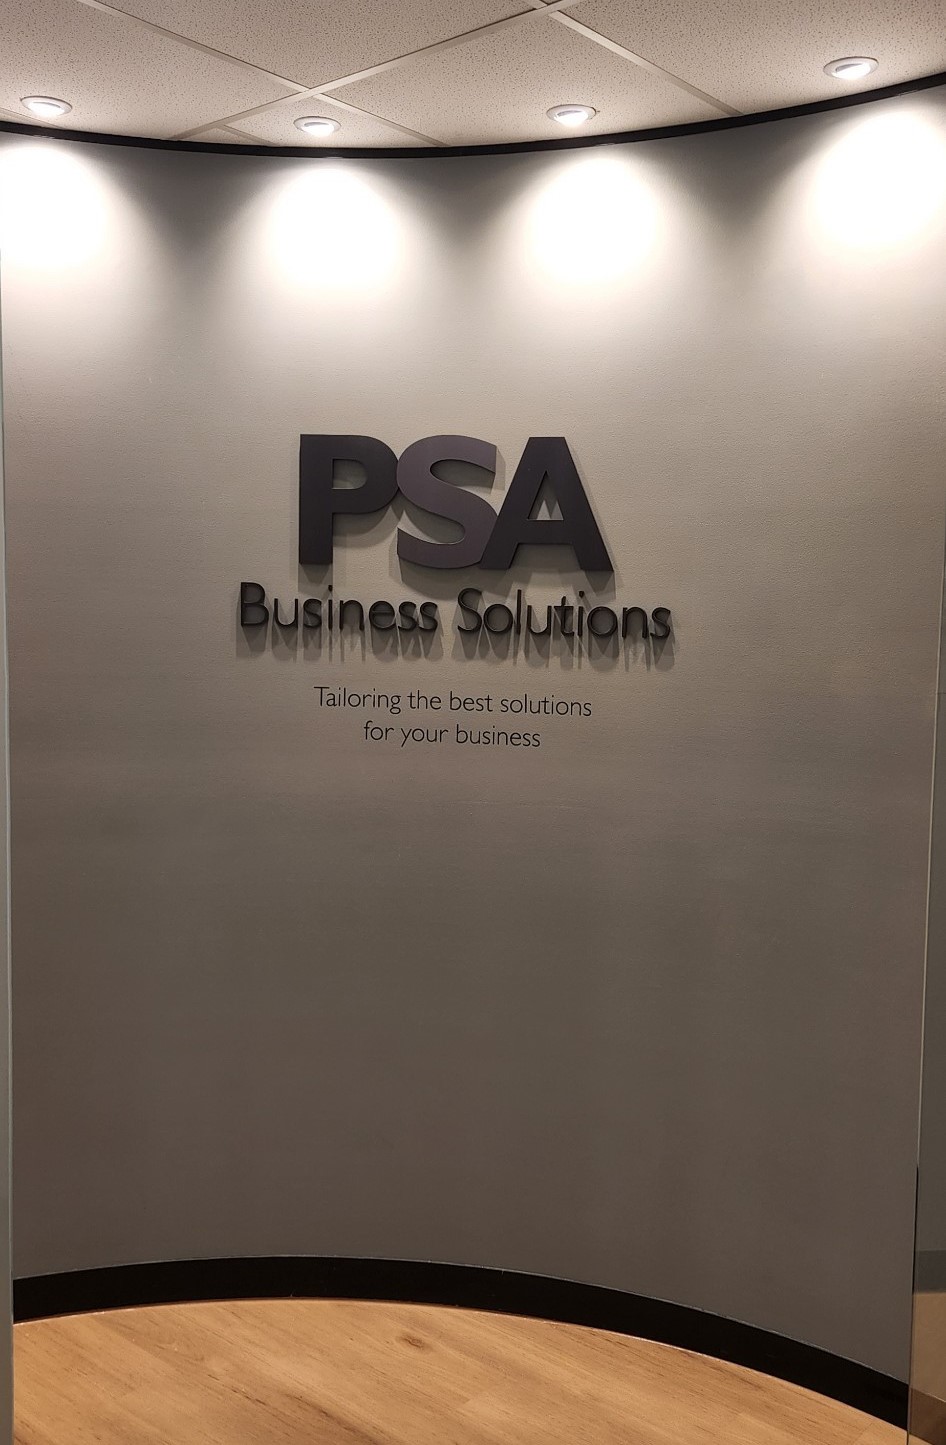 PSA
Business Solutions
Tailoring the best solutions
for your business